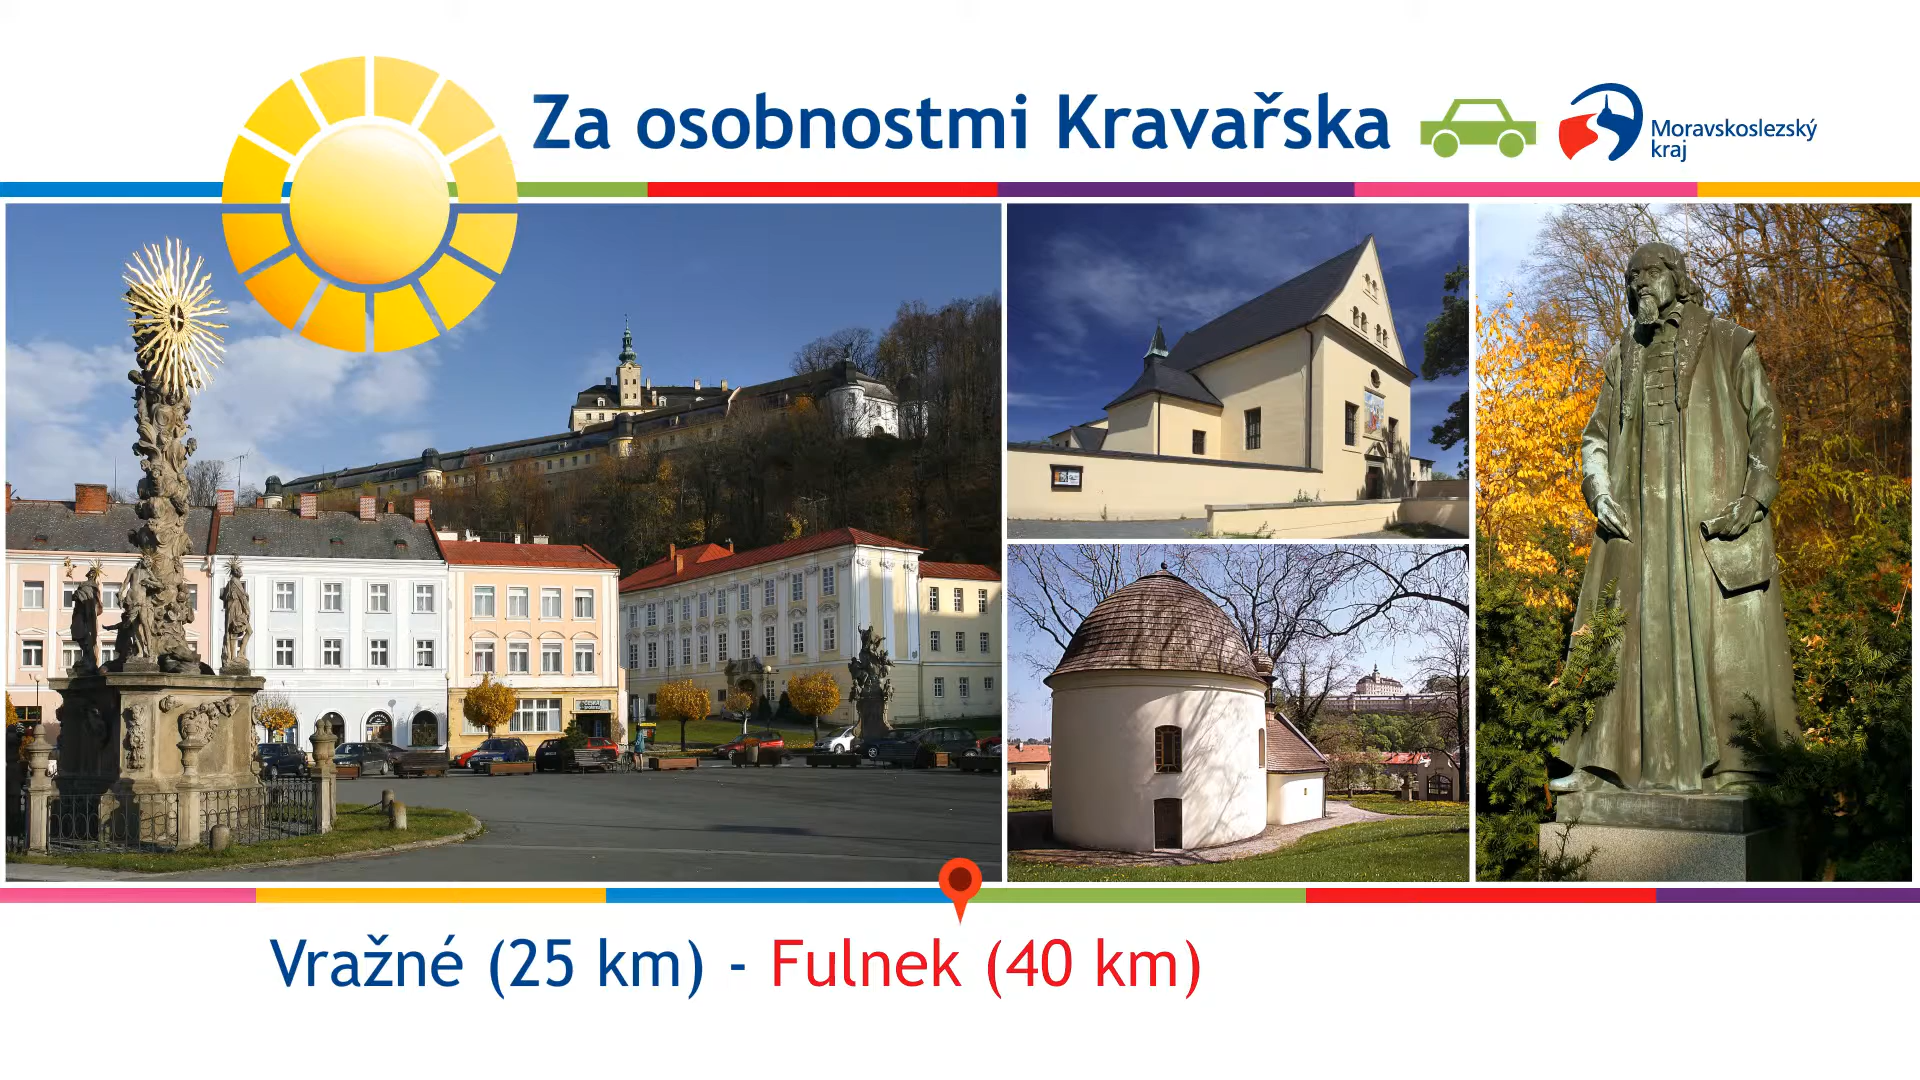 Za osobnostmi Kravařska
Moravskoslezský
kraj
Vražné (25 km) - Fulnek (40 km)